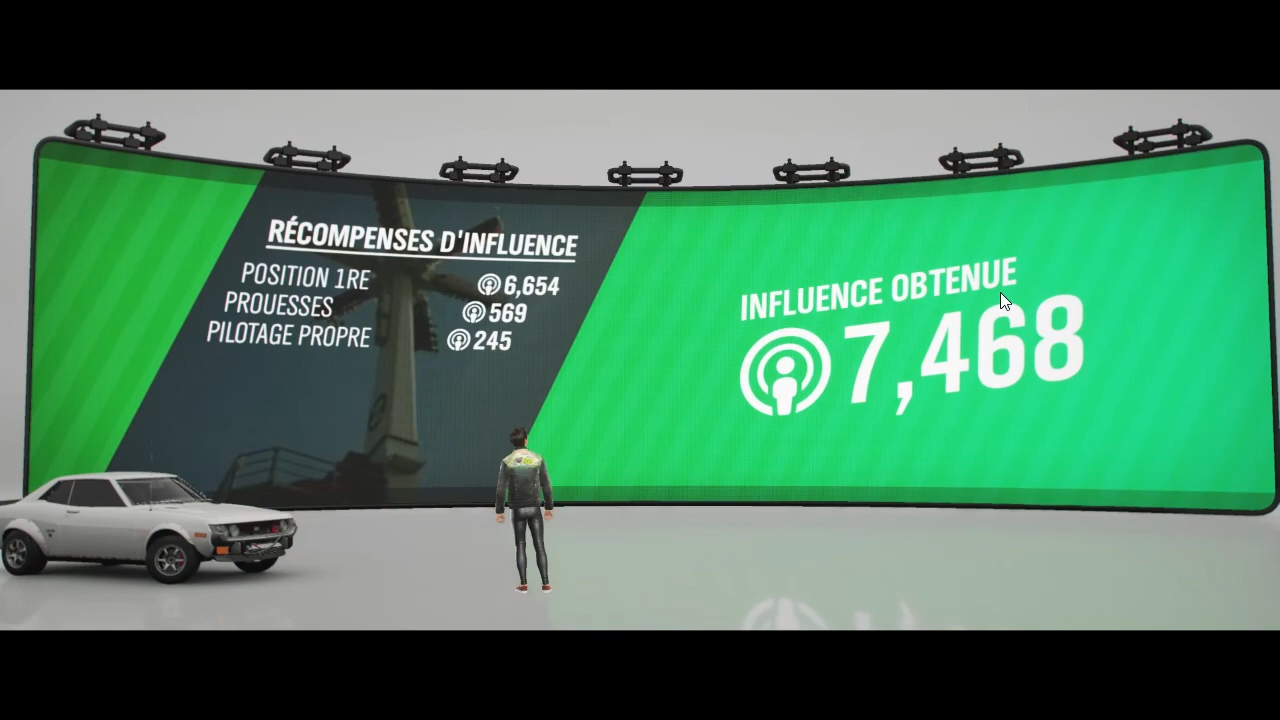 RÉCOMPENSES D'INFLUENCE
POSITION 1RE 6,654
PROUESSES 569
PILOTAGE PROPRE 245
INFLUENCE OBTENUE
7,468